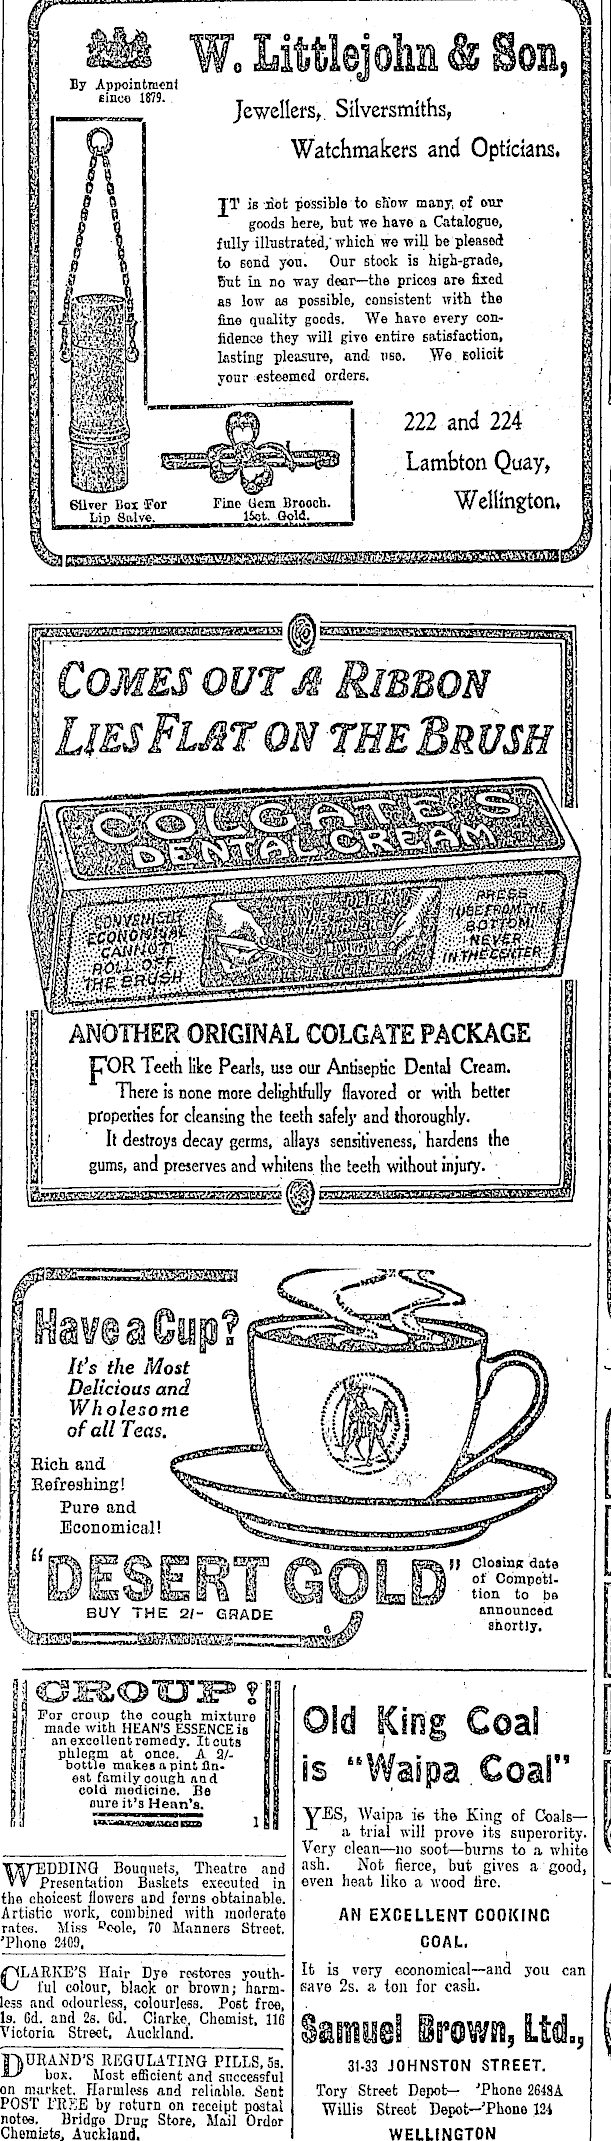 W. Littlejohn & Son,
By Appointment
since 1879.
Jewellers, Silversmiths,
Watchmakers and Opticians.
IT is not possible to show many of our
goods here, but we have a Catalogue,
fully illustrated, which we will be pleased
to send you. Our stock is high-grade,
but in no way dear—the prices are fixed
as low as possible, consistent with the
fine quality goods. We have every con-
fidence they will give entire satisfaction,
lasting pleasure, and use. We solicit
your esteemed orders.
Silver Box For
Lip Salve.
Fine Gem Brooch.
15ct. Gold.
222 and 224
Lambton Quay,
Wellington.
COMES OUT A RIBBON
LIES FLAT ON THE BRUSH
COLGATE'S
DENTAL CREAM
CONVENIENT
ECONOMICAL
CANNOT
ROLL OFF
THE BRUSH
PRESS
TUBE FROM THE
BOTTOM
NEVER
IN THE CENTER
ANOTHER ORIGINAL COLGATE PACKAGE
FOR Teeth like Pearls, use our Antiseptic Dental Cream.
There is none more delightfully flavored or with better
properties for cleansing the teeth safely and thoroughly.
It destroys decay germs, allays sensitiveness, hardens the
gums, and preserves and whitens the teeth without injury.
Have a Cup?
It's the Most
Delicious and
Wholesome
of all Teas.
Rich and
Refreshing!
Pure and
Economical!
"DESERT GOLD"
BUY THE 2/- GRADE
Closing date
of Competi-
tion to be
announced
shortly.
6
CROUP!
For croup the cough mixture
made with HEAN'S ESSENCE is
an excellent remedy. It cuts
phlegm at once. A 2/-
bottle makes a pint fin-
est family cough and
cold medicine. Be
sure it's Hean's.
1
WEDDING Bouquets, Theatre and
Presentation Baskets executed in
the choicest flowers and ferns obtainable.
Artistic work, combined with moderate
rates. Miss Poole, 70 Manners Street.
'Phone 2409.
CLARKE'S Hair Dye restores youth-
ful colour, black or brown; harm-
less and odourless, colourless. Post free,
1s. 6d. and 2s. 6d. Clarke, Chemist, 116
Victoria Street, Auckland.
DURAND'S REGULATING PILLS, 5s.
box. Most efficient and successful
on market. Harmless and reliable. Sent
POST FREE by return on receipt postal
notes. Bridge Drug Store, Mail Order
Chemists, Auckland.
Old King Coal
is "Waipa Coal"
YES, Waipa is the King of Coals—
a trial will prove its superority.
Very clean—no soot—burns to a white
ash. Not fierce, but gives a good,
even heat like a wood fire.
AN EXCELLENT COOKING
COAL.
It is very economical—and you can
save 2s. a ton for cash.
Samuel Brown, Ltd.,
31-33 JOHNSTON STREET.
Tory Street Depot— 'Phone 2648A
Willis Street Depot—'Phone 124
WELLINGTON